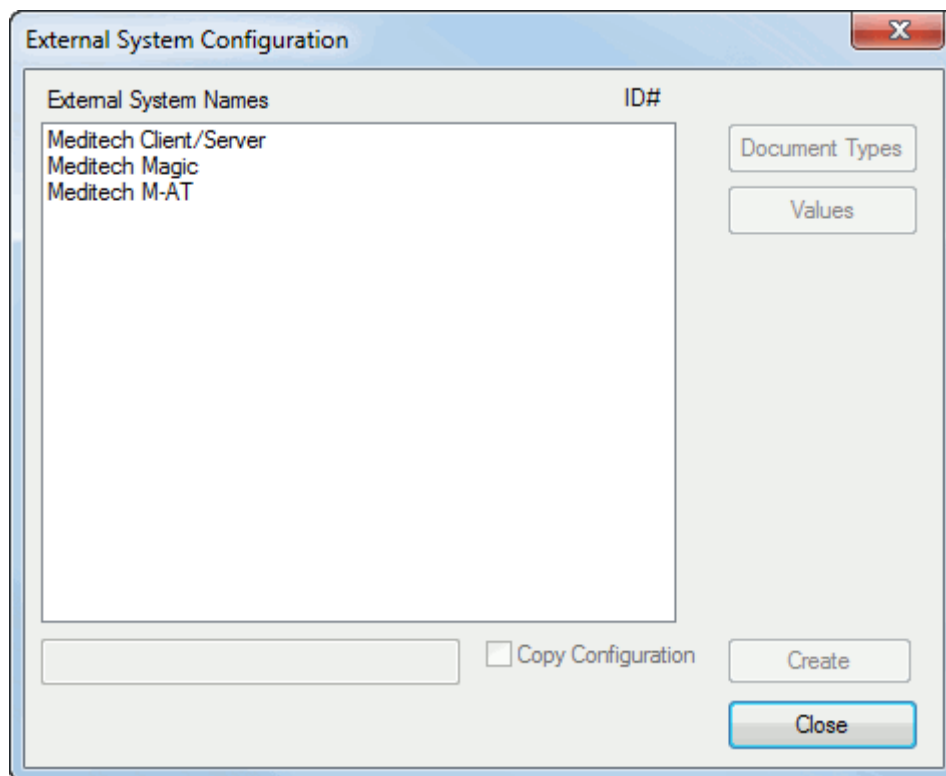 External System Configuration
External System Names ID#
Meditech Client/Server
Meditech Magic
Meditech M-AT
Document Types
Values
Copy Configuration
Create
Close